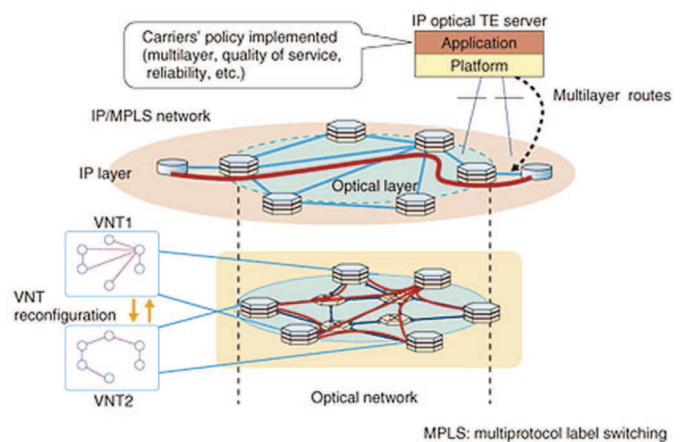 IP optical TE server
Carriers' policy implemented
(multilayer, quality of service,
reliability, etc.)
Application
Platform
Multilayer routes
IP/MPLS network
IP layer
Optical layer
VNT1
VNT
reconfiguration
VNT2
Optical network
MPLS: multiprotocol label switching